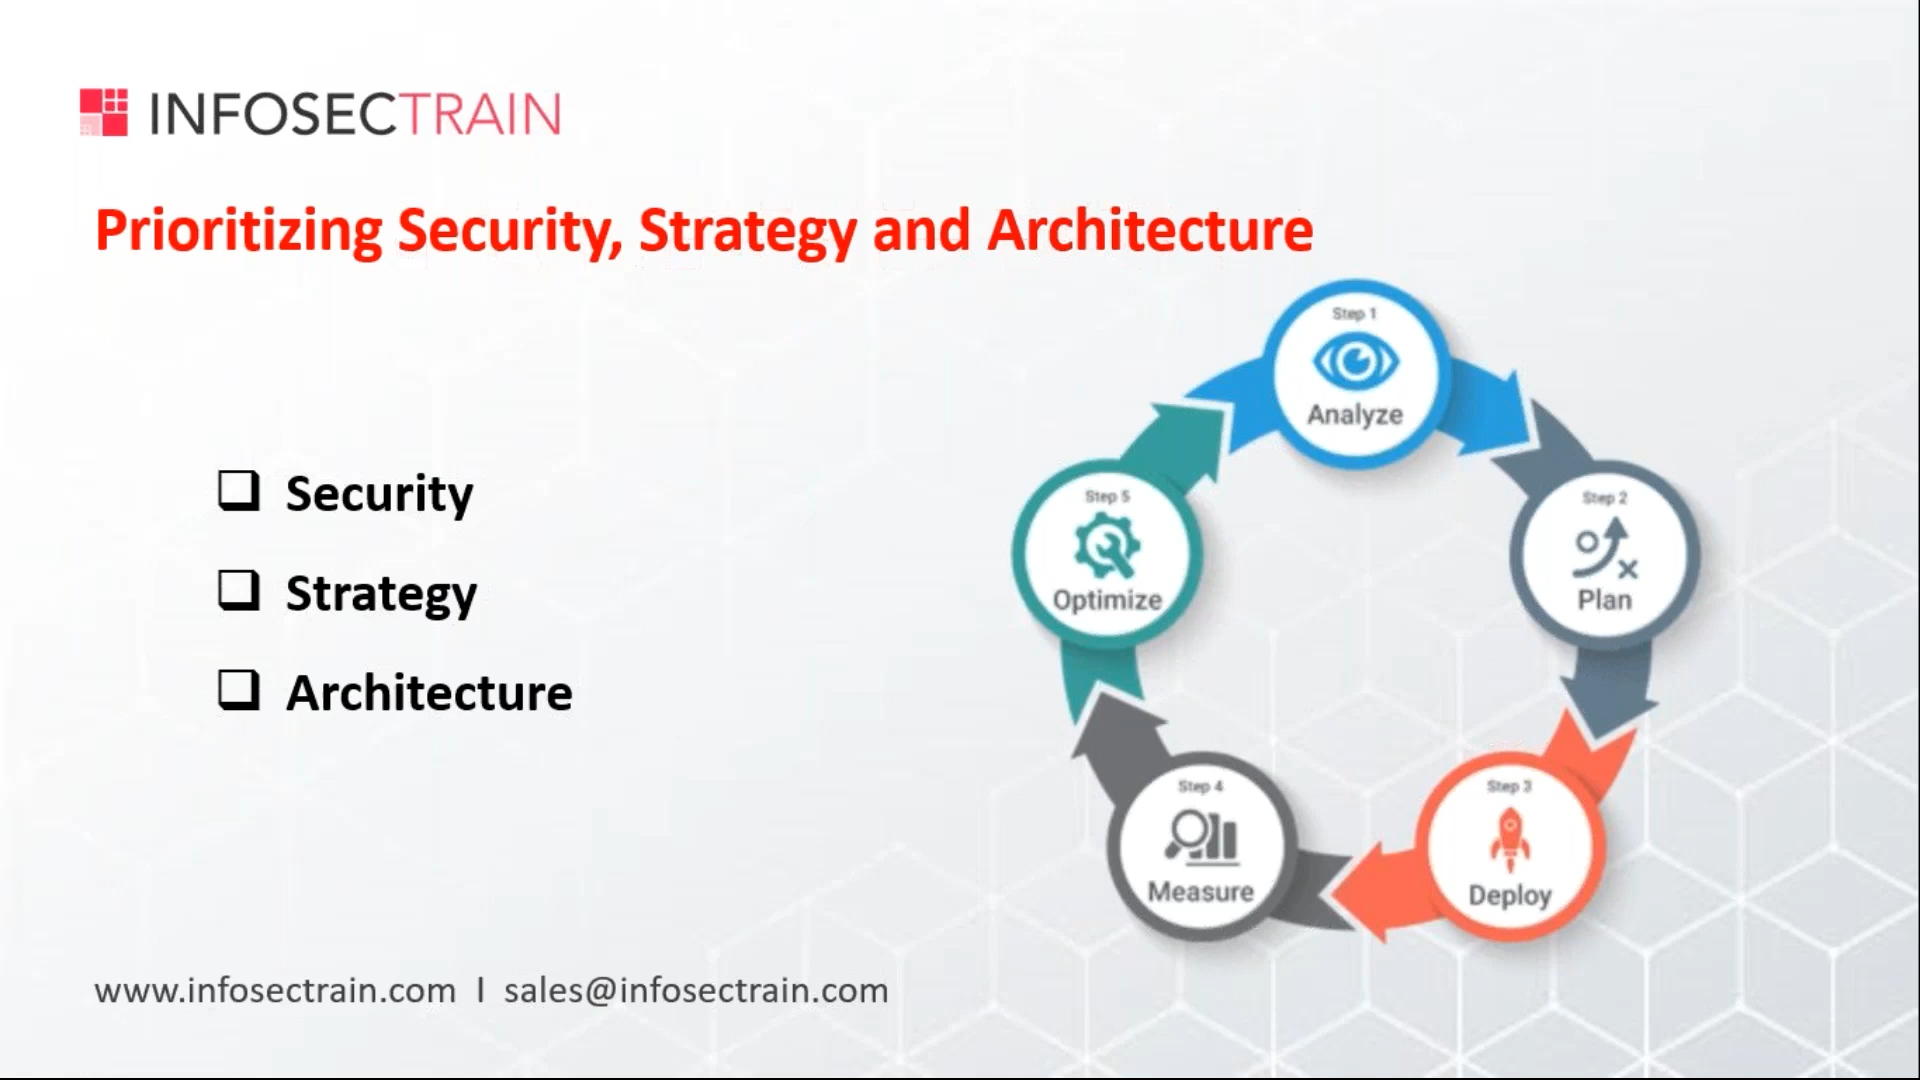 INFOSECTRAIN
Prioritizing Security, Strategy and Architecture
Security
Strategy
Architecture
Step 1
Analyze
Step 2
Plan
Step 3
Deploy
Step 4
Measure
Step 5
Optimize
www.infosectrain.com I sales@infosectrain.com